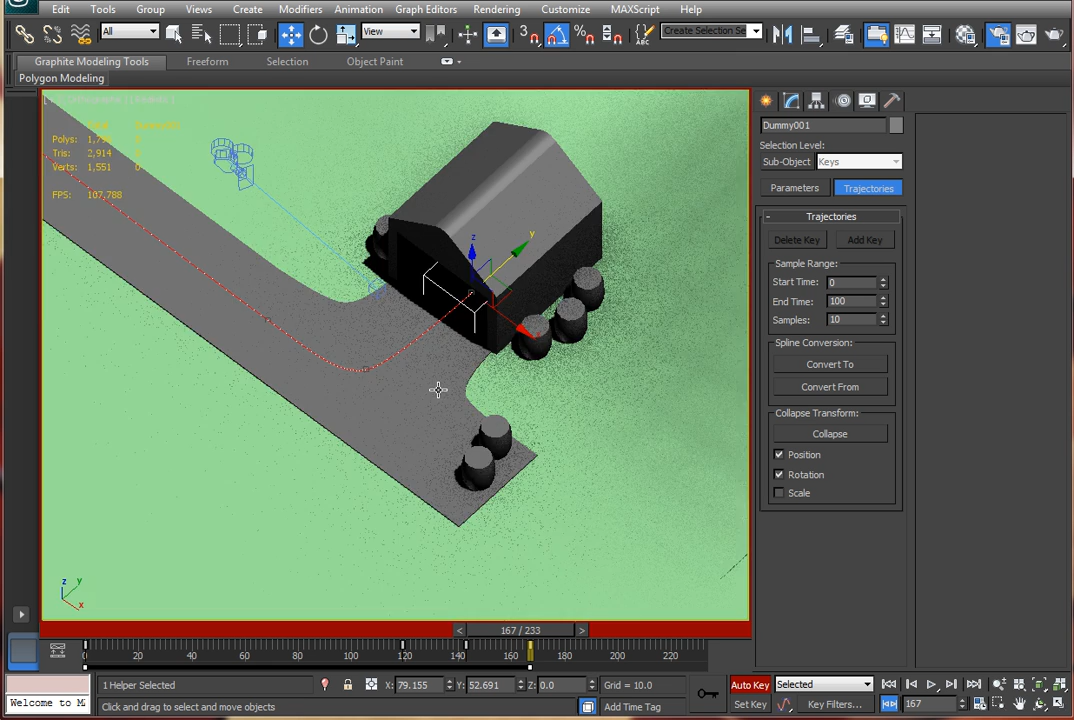 Edit Tools Group Views Create Modifiers Animation Graph Editors Rendering Customize MAXScript Help
All View 3 Create Selection Se
Graphite Modeling Tools Freeform Selection Object Paint
Polygon Modeling
Polys:
Tris: 2,914
Verts: 1,551
FPS: 107.788
z
y
z y
x
Dummy001
Selection Level:
Sub-Object Keys
Parameters Trajectories
- Trajectories
Delete Key Add Key
Sample Range:
Start Time: 0
End Time: 100
Samples: 10
Spline Conversion:
Convert To
Convert From
Collapse Transform:
Collapse
Position
Rotation
Scale
< 167 / 233 >
0 20 40 60 80 100 120 140 160 180 200 220
1 Helper Selected X: 79.155 Y: 52.691 Z: 0.0 Grid = 10.0 Auto Key Selected
Welcome to Ma Click and drag to select and move objects Add Time Tag Set Key Key Filters... 167